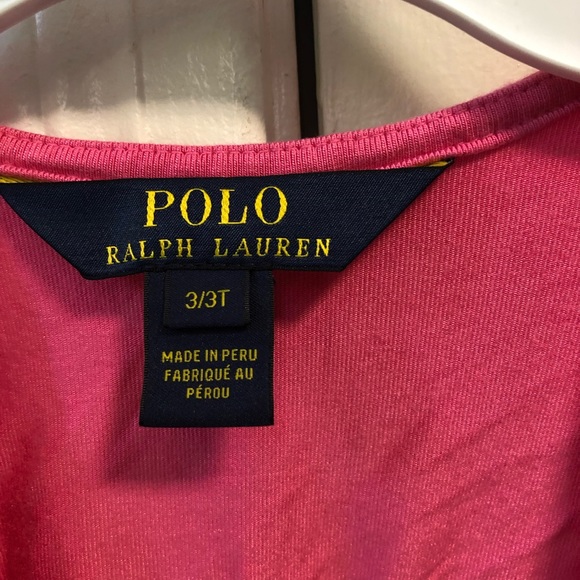 POLO
RALPH LAUREN
3/3T
MADE IN PERU
FABRIQUÉ AU
PÉROU